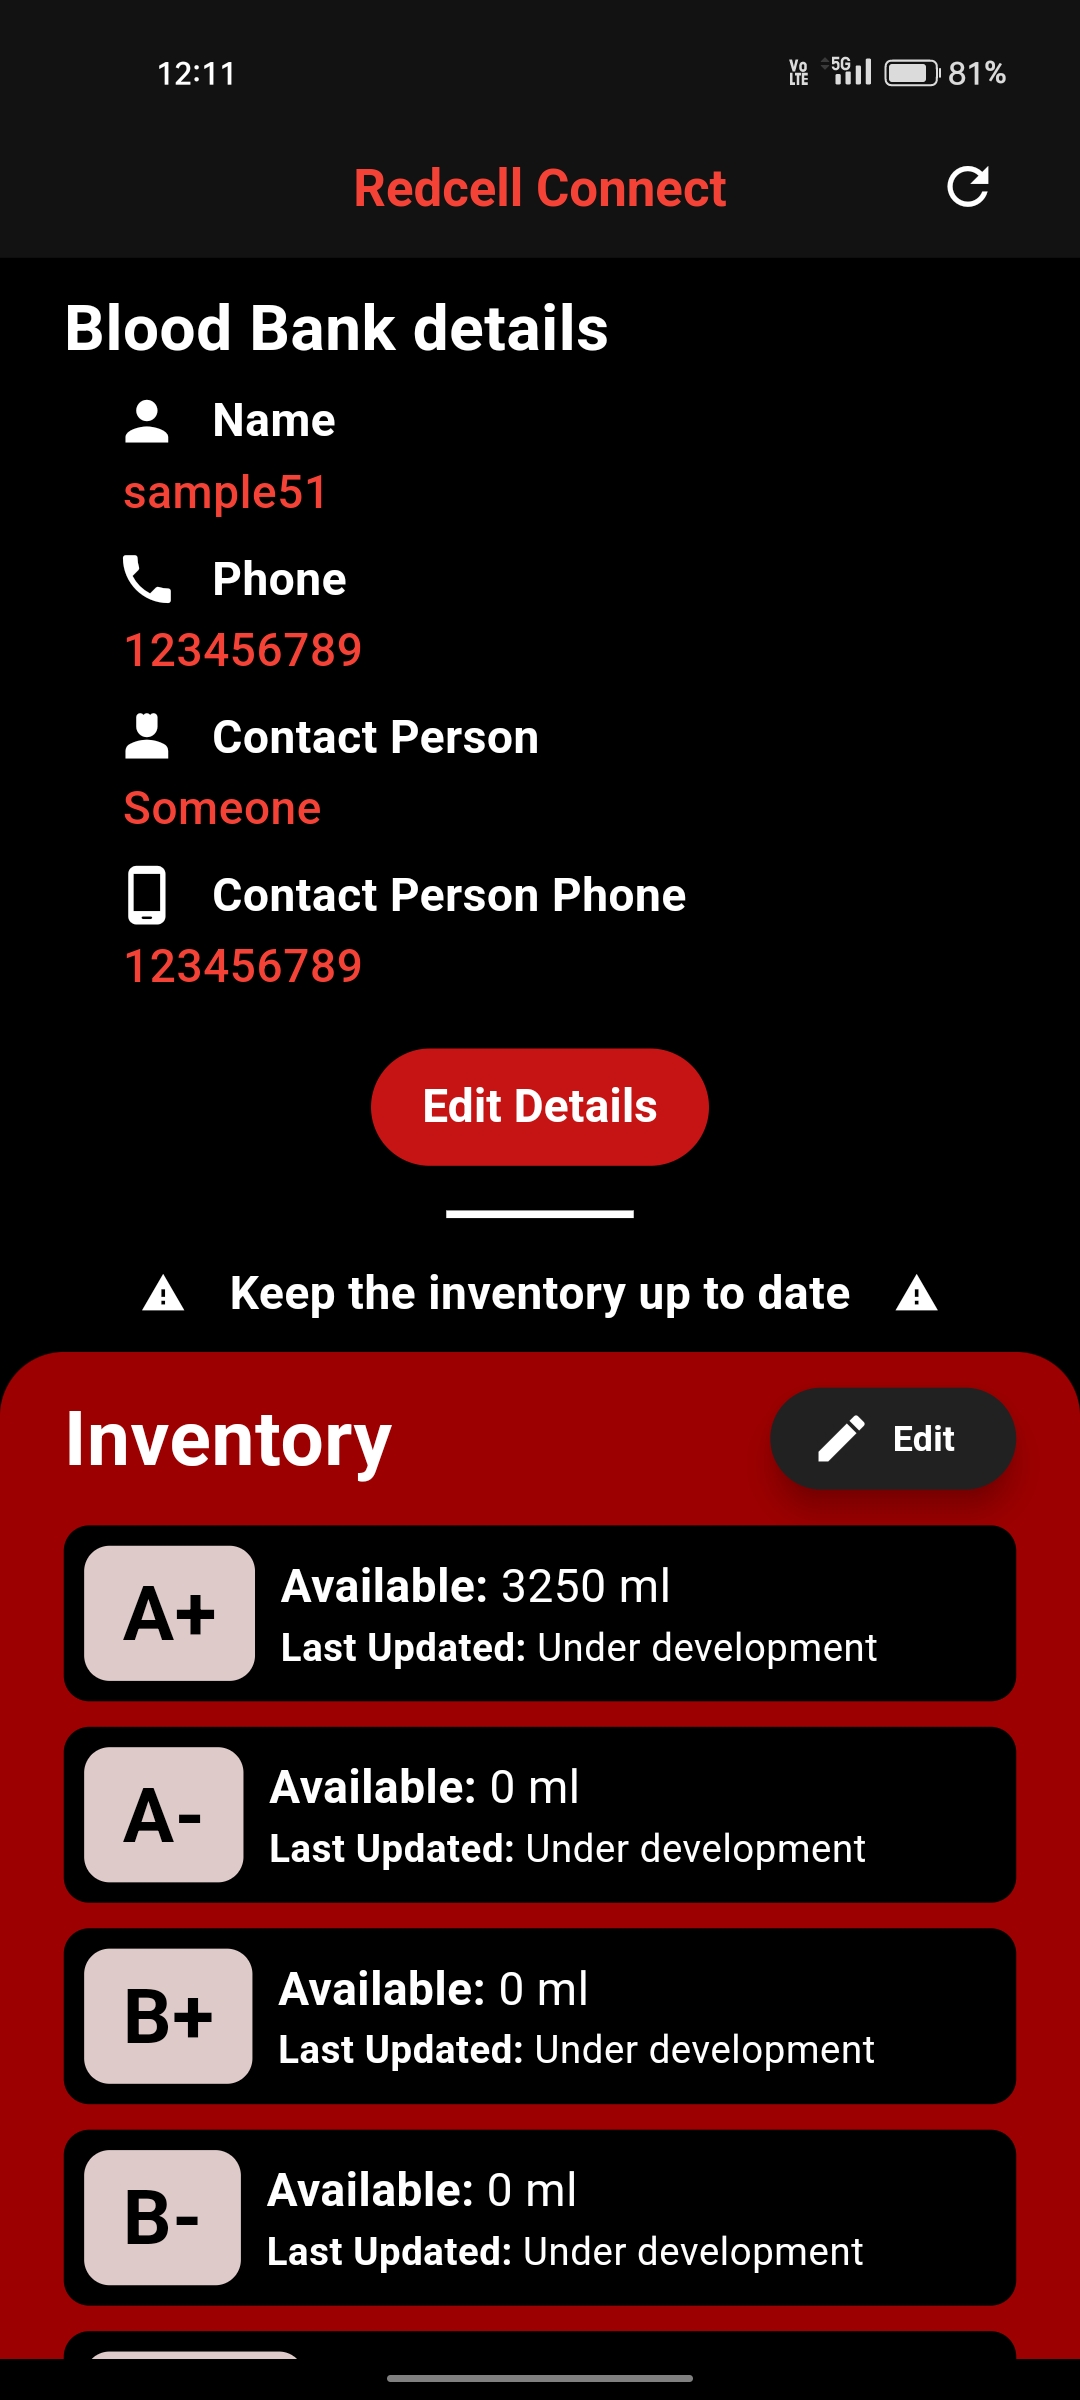 12:11 Vo LTE 5G 81%
Redcell Connect
Blood Bank details
Name
sample51
Phone
123456789
Contact Person
Someone
Contact Person Phone
123456789
Edit Details
Keep the inventory up to date
Inventory Edit
A+ Available: 3250 ml
Last Updated: Under development
A- Available: 0 ml
Last Updated: Under development
B+ Available: 0 ml
Last Updated: Under development
B- Available: 0 ml
Last Updated: Under development